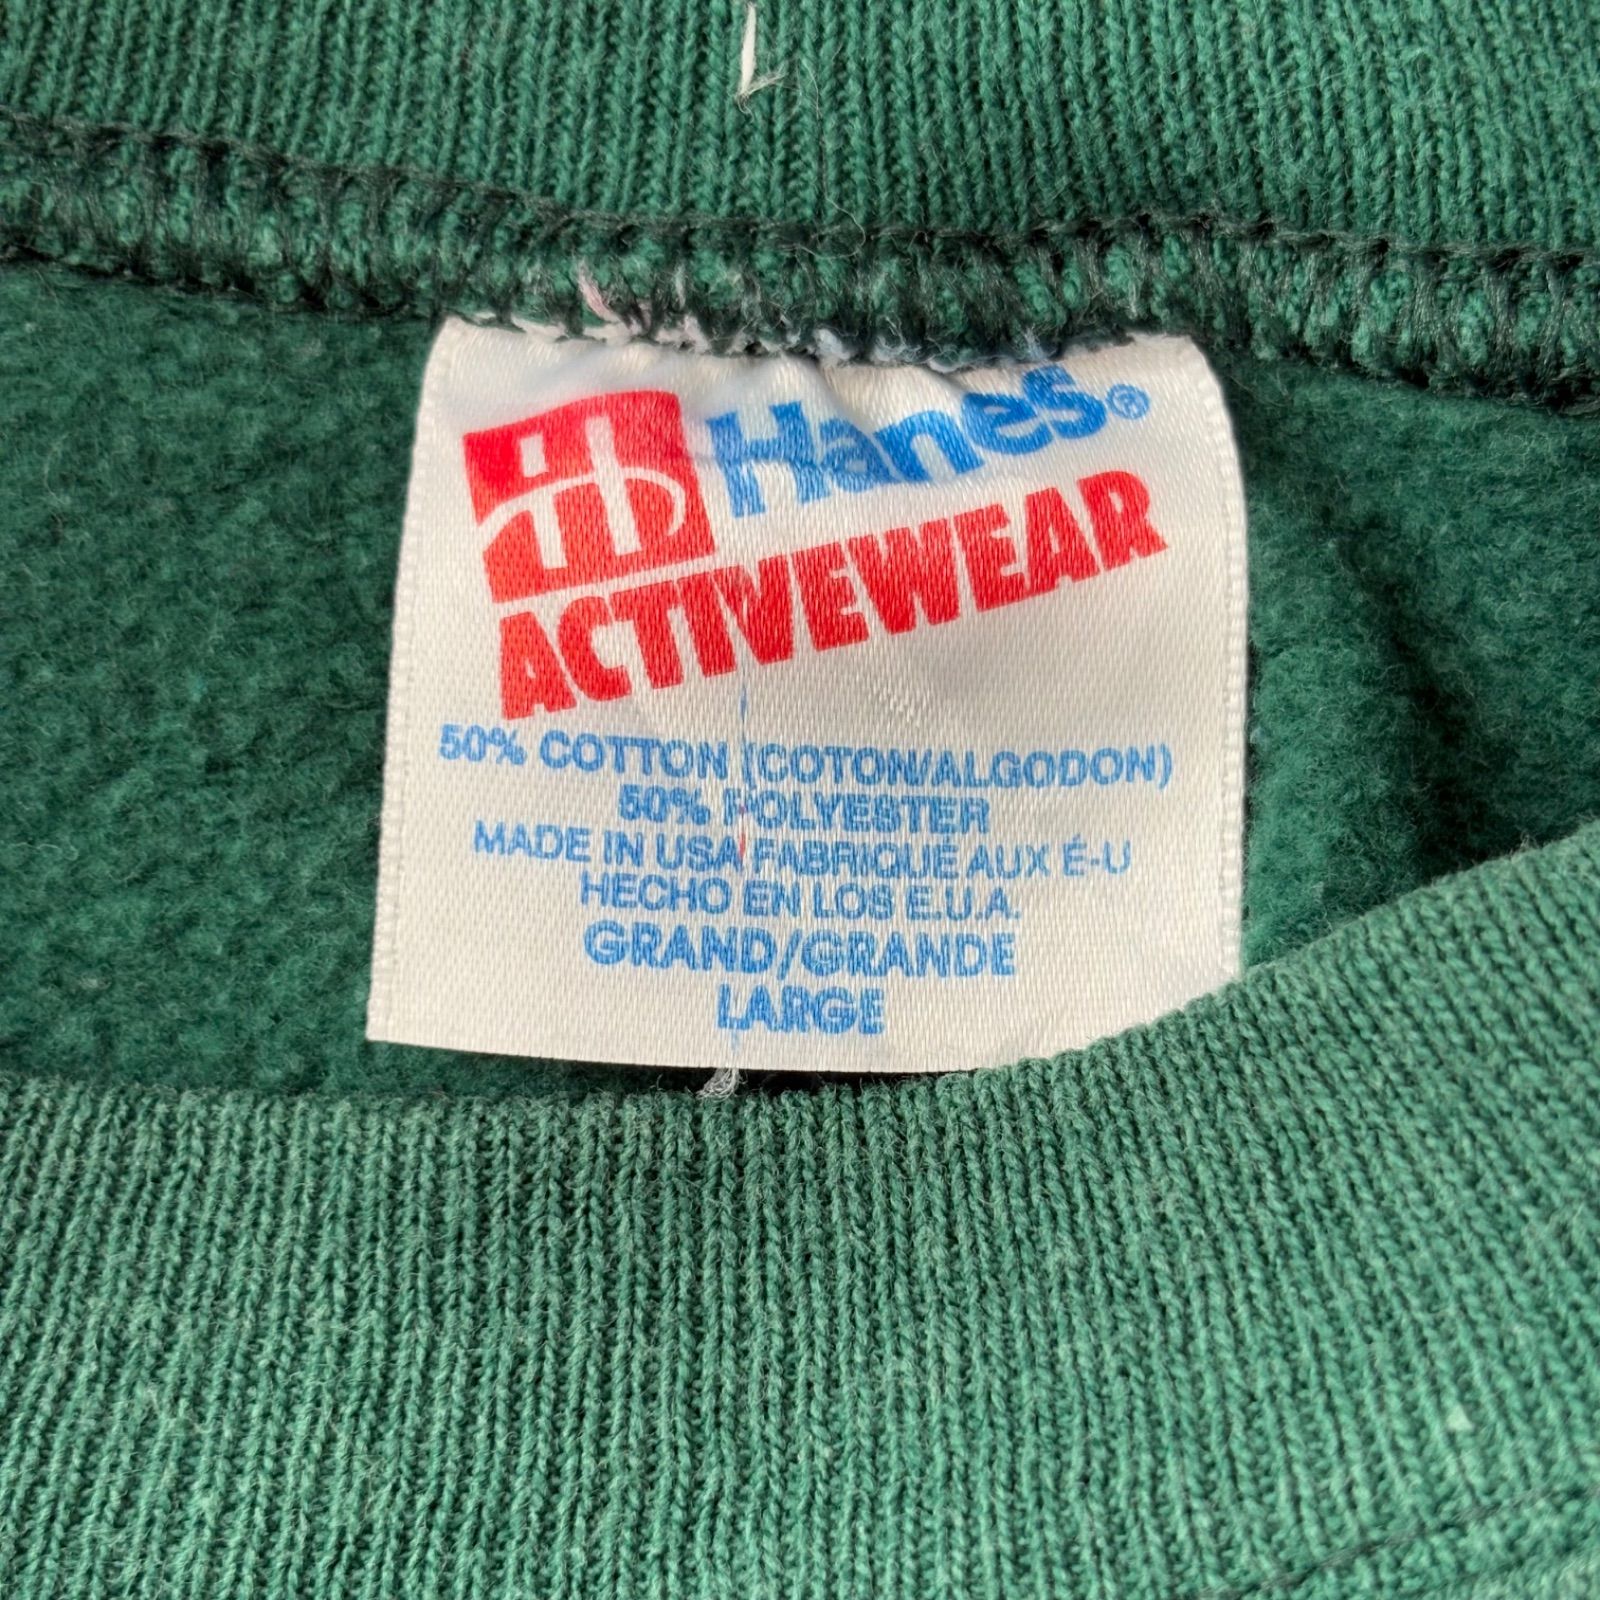 Hanes®
ACTIVEWEAR
50% COTTON (COTON/ALGODON)
50% POLYESTER
MADE IN USA FABRIQUÉ AUX É-U
HECHO EN LOS E.U.A.
GRAND/GRANDE
LARGE